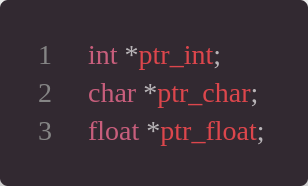 1 int *ptr_int;
2 char *ptr_char;
3 float *ptr_float;